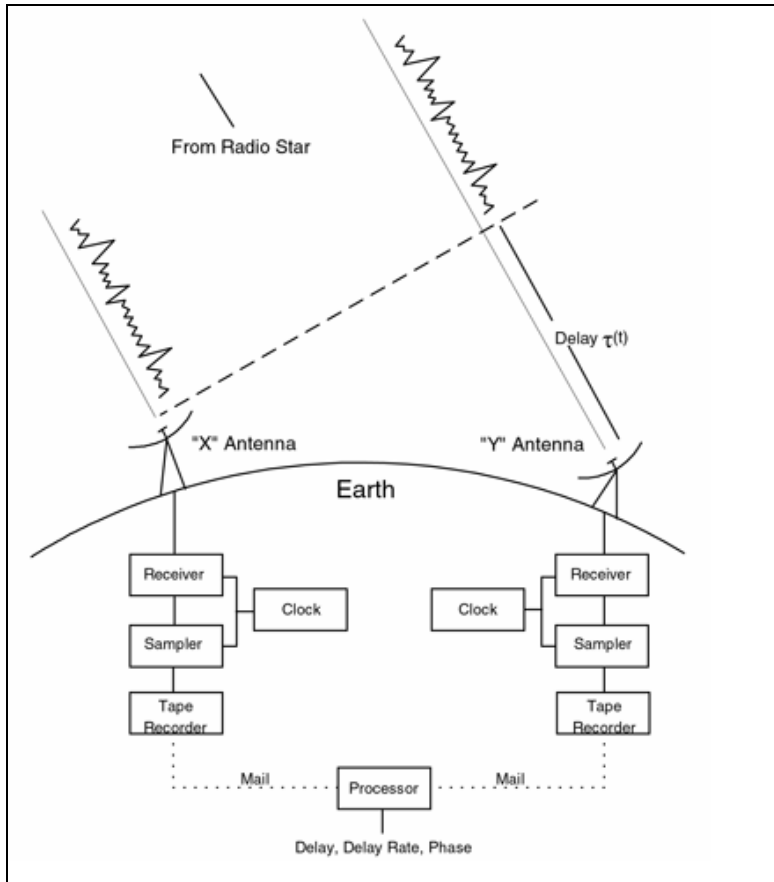 From Radio Star
Delay τ(t)
"X" Antenna
"Y" Antenna
Earth
Receiver
Clock
Sampler
Tape
Recorder
Clock
Receiver
Sampler
Tape
Recorder
Mail
Processor
Mail
Delay, Delay Rate, Phase